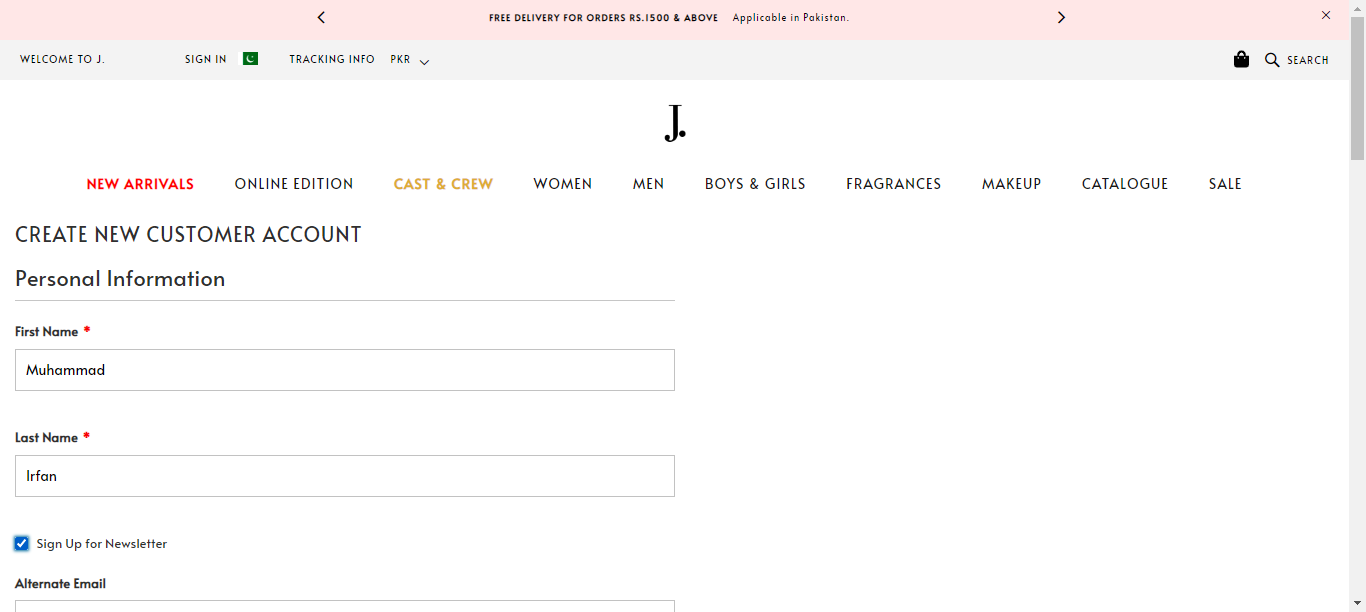 FREE DELIVERY FOR ORDERS RS.1500 & ABOVE Applicable in Pakistan.
WELCOME TO J. SIGN IN TRACKING INFO PKR SEARCH
J.
NEW ARRIVALS ONLINE EDITION CAST & CREW WOMEN MEN BOYS & GIRLS FRAGRANCES MAKEUP CATALOGUE SALE
CREATE NEW CUSTOMER ACCOUNT
Personal Information
First Name *
Muhammad
Last Name *
Irfan
Sign Up for Newsletter
Alternate Email